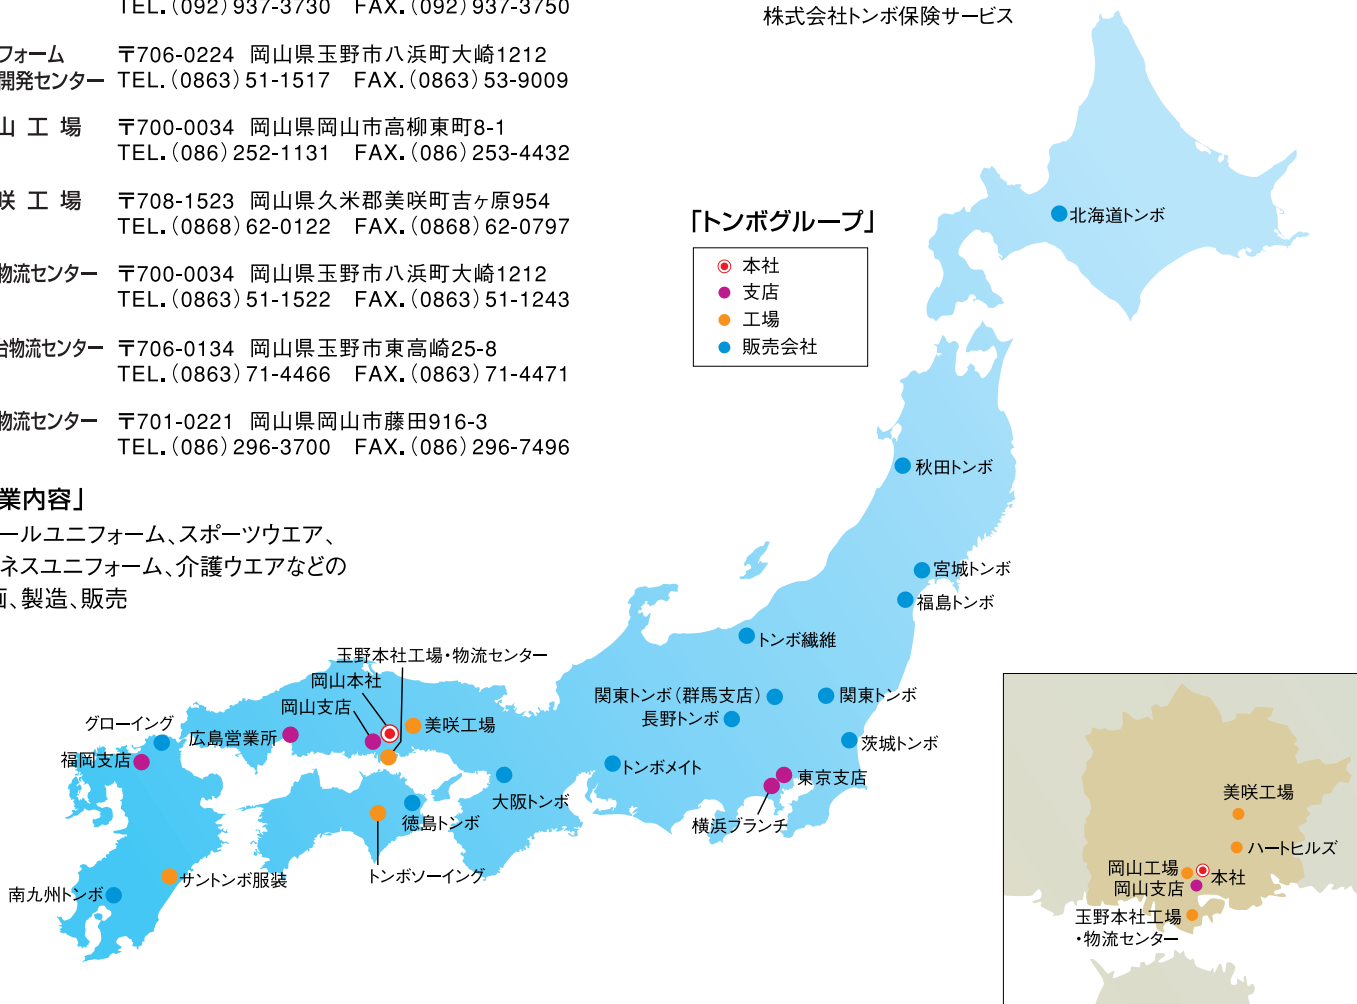 TEL.(092)937-3730 FAX.(092)937-3750
株式会社トンボ保険サービス
フォーム 〒706-0224 岡山県玉野市八浜町大崎1212
開発センター TEL.(0863)51-1517 FAX.(0863)53-9009
山工場 〒700-0034 岡山県岡山市高柳東町8-1
TEL.(086)252-1131 FAX.(086)253-4432
咲工場 〒708-1523 岡山県久米郡美咲町吉ヶ原954
TEL.(0868)62-0122 FAX.(0868)62-0797
物流センター 〒700-0034 岡山県玉野市八浜町大崎1212
TEL.(0863)51-1522 FAX.(0863)51-1243
台物流センター 〒706-0134 岡山県玉野市東高崎25-8
TEL.(0863)71-4466 FAX.(0863)71-4471
物流センター 〒701-0221 岡山県岡山市藤田916-3
TEL.(086)296-3700 FAX.(086)296-7496
業内容」
ールユニフォーム、スポーツウエア、
ネスユニフォーム、介護ウエアなどの
画、製造、販売
「トンボグループ」
本社
支店
工場
販売会社
北海道トンボ
秋田トンボ
宮城トンボ
福島トンボ
トンボ繊維
関東トンボ(群馬支店)
関東トンボ
長野トンボ
茨城トンボ
トンボメイト
東京支店
横浜ブランチ
玉野本社工場・物流センター
岡山本社
岡山支店
美咲工場
広島営業所
グローイング
福岡支店
大阪トンボ
徳島トンボ
トンボソーイング
サントンボ服装
南九州トンボ
美咲工場
ハートヒルズ
岡山工場
本社
岡山支店
玉野本社工場
・物流センター